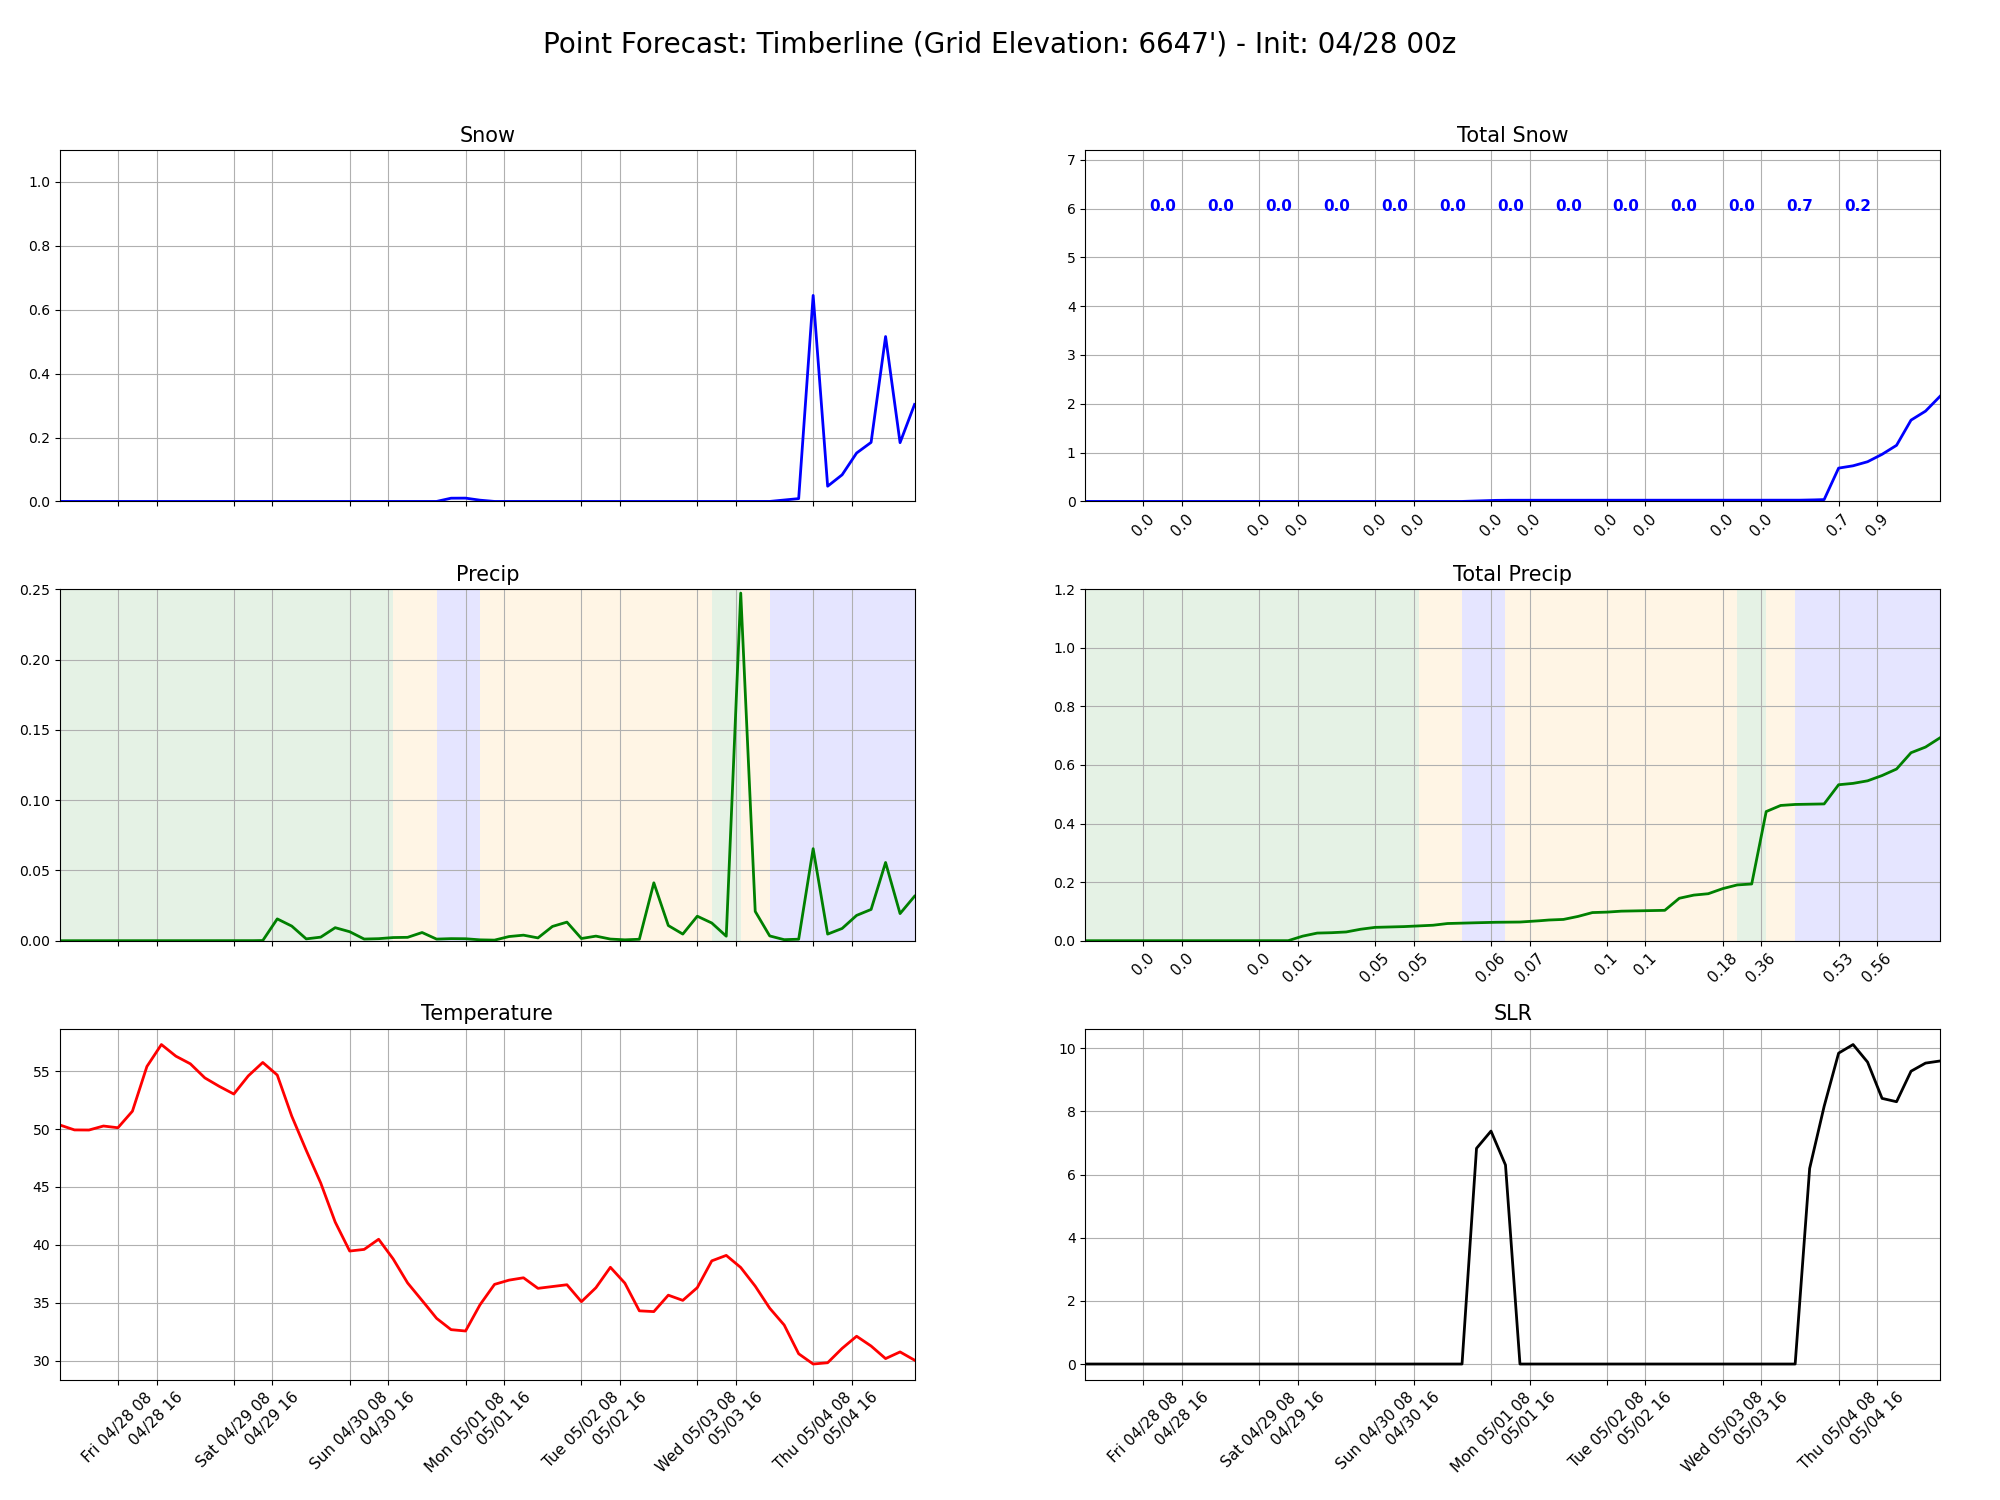 Point Forecast: Timberline (Grid Elevation: 6647') - Init: 04/28 00z
Snow
1.0
0.8
0.6
0.4
0.2
0.0
Total Snow
7
6
5
4
3
2
1
0
0.0 0.0 0.0 0.0 0.0 0.0 0.0 0.0 0.0 0.0 0.0 0.7 0.2
0.0 0.0 0.0 0.0 0.0 0.0 0.0 0.0 0.0 0.0 0.0 0.0 0.7 0.9
Precip
0.25
0.20
0.15
0.10
0.05
0.00
Total Precip
1.2
1.0
0.8
0.6
0.4
0.2
0.0
0.0 0.0 0.0 0.01 0.05 0.05 0.06 0.07 0.1 0.1 0.18 0.36 0.53 0.56
Temperature
55
50
45
40
35
30
Fri 04/28 08
04/28 16
Sat 04/29 08
04/29 16
Sun 04/30 08
04/30 16
Mon 05/01 08
05/01 16
Tue 05/02 08
05/02 16
Wed 05/03 08
05/03 16
Thu 05/04 08
05/04 16
SLR
10
8
6
4
2
0
Fri 04/28 08
04/28 16
Sat 04/29 08
04/29 16
Sun 04/30 08
04/30 16
Mon 05/01 08
05/01 16
Tue 05/02 08
05/02 16
Wed 05/03 08
05/03 16
Thu 05/04 08
05/04 16